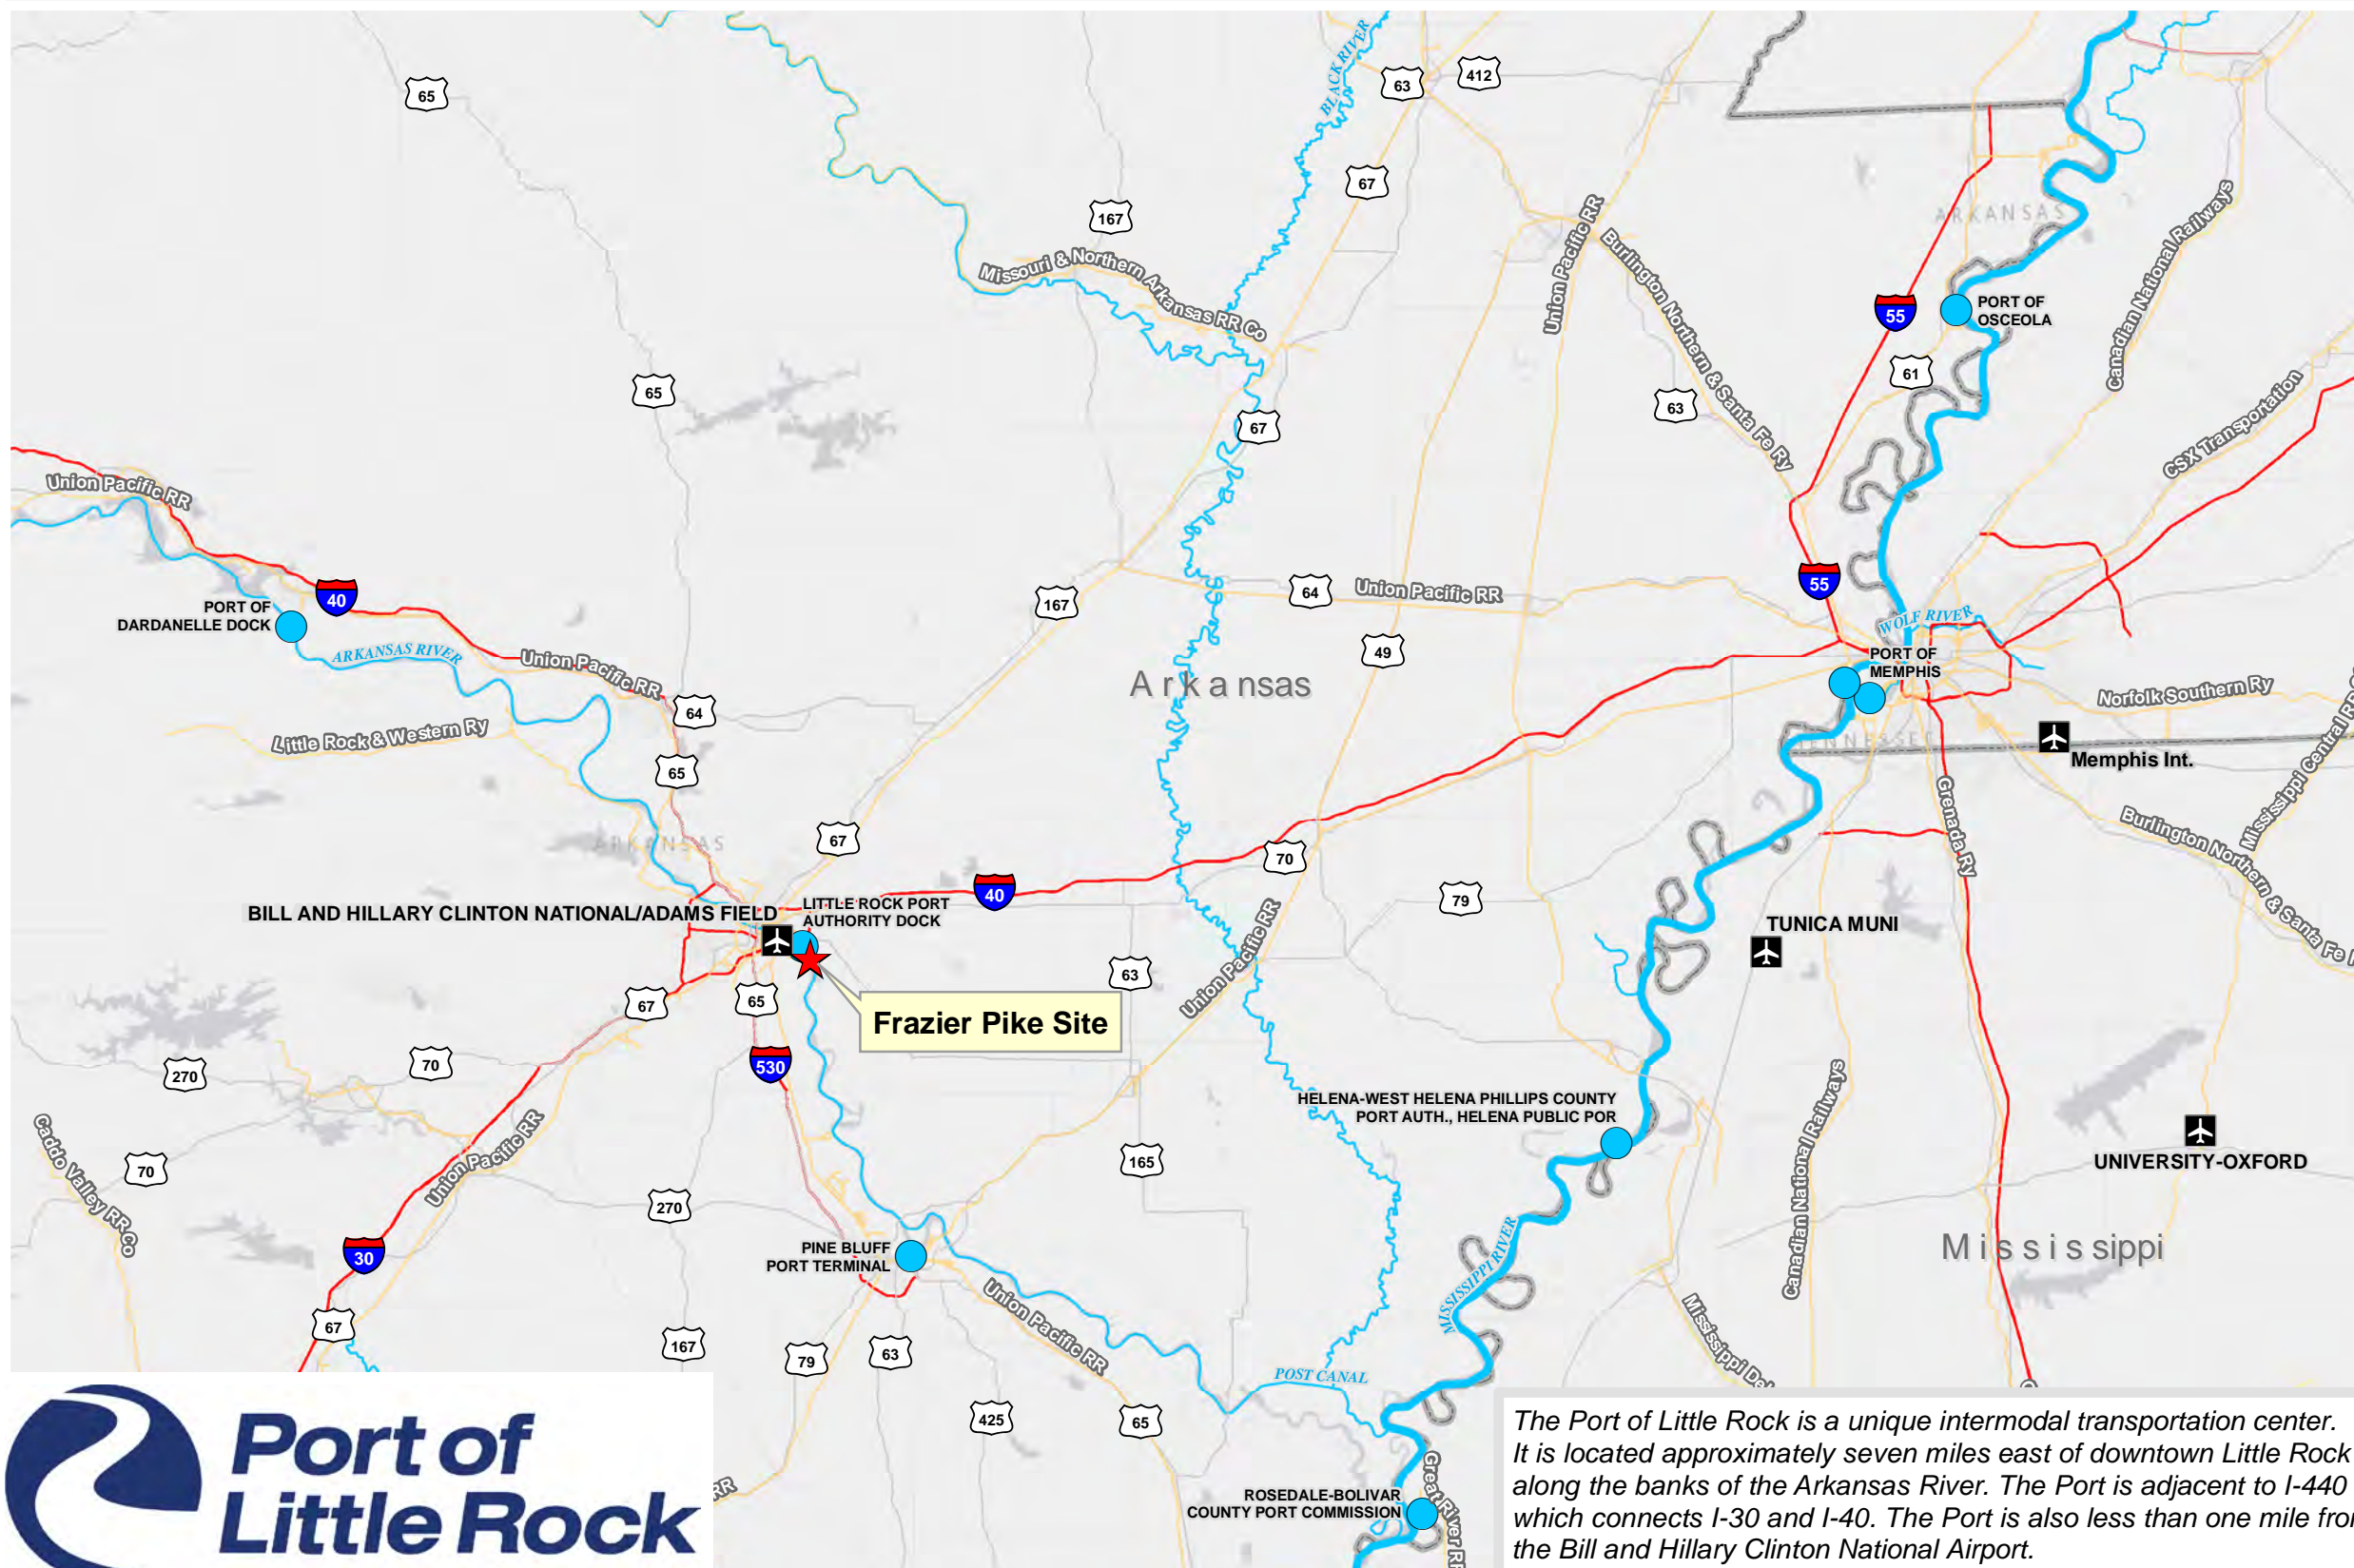 BLACK RIVER
63
412
65
67
167
ARKANSAS
Canadian National Railways
Union Pacific RR
Burlington Northern & Santa Fe Ry
Missouri & Northern Arkansas RR Co
55
PORT OF
OSCEOLA
61
65
63
67
CSX Transportation
Union Pacific RR
40
PORT OF
DARDANELLE DOCK
167
64
Union Pacific RR
55
WOLF RIVER
ARKANSAS RIVER
Union Pacific RR
49
PORT OF
MEMPHIS
Arkansas
Norfolk Southern Ry
64
Little Rock & Western Ry
65
TENNESSEE
Memphis Int.
Mississippi Central RR
Grenada Ry
Burlington Northern & Santa Fe
ARKANSAS
67
70
40
79
BILL AND HILLARY CLINTON NATIONAL/ADAMS FIELD
LITTLE ROCK PORT
AUTHORITY DOCK
TUNICA MUNI
Union Pacific RR
63
67
65
Frazier Pike Site
530
70
270
HELENA-WEST HELENA PHILLIPS COUNTY
PORT AUTH., HELENA PUBLIC POR
Canadian National Railways
UNIVERSITY-OXFORD
Caddo Valley RR Co
70
Union Pacific RR
165
270
MISSISSIPPI RIVER
Mississippi
30
PINE BLUFF
PORT TERMINAL
Union Pacific RR
67
167
79
63
Mississippi Del
POST CANAL
425
65
Great River RR
RR
ROSEDALE-BOLIVAR
COUNTY PORT COMMISSION
Port of
Little Rock
The Port of Little Rock is a unique intermodal transportation center.
It is located approximately seven miles east of downtown Little Rock
along the banks of the Arkansas River. The Port is adjacent to I-440
which connects I-30 and I-40. The Port is also less than one mile from
the Bill and Hillary Clinton National Airport.